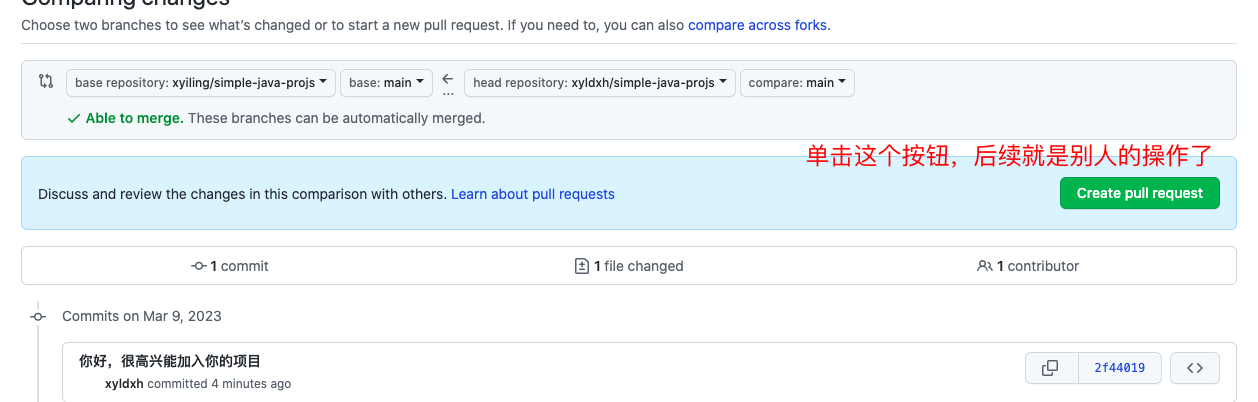 Comparing changes
Choose two branches to see what's changed or to start a new pull request. If you need to, you can also compare across forks.
base repository: xyiling/simple-java-projs base: main ← ... head repository: xyldxh/simple-java-projs compare: main
Able to merge. These branches can be automatically merged.
单击这个按钮，后续就是别人的操作了
Discuss and review the changes in this comparison with others. Learn about pull requests
Create pull request
1 commit 1 file changed 1 contributor
Commits on Mar 9, 2023
你好，很高兴能加入你的项目
2f44019
xyldxh committed 4 minutes ago